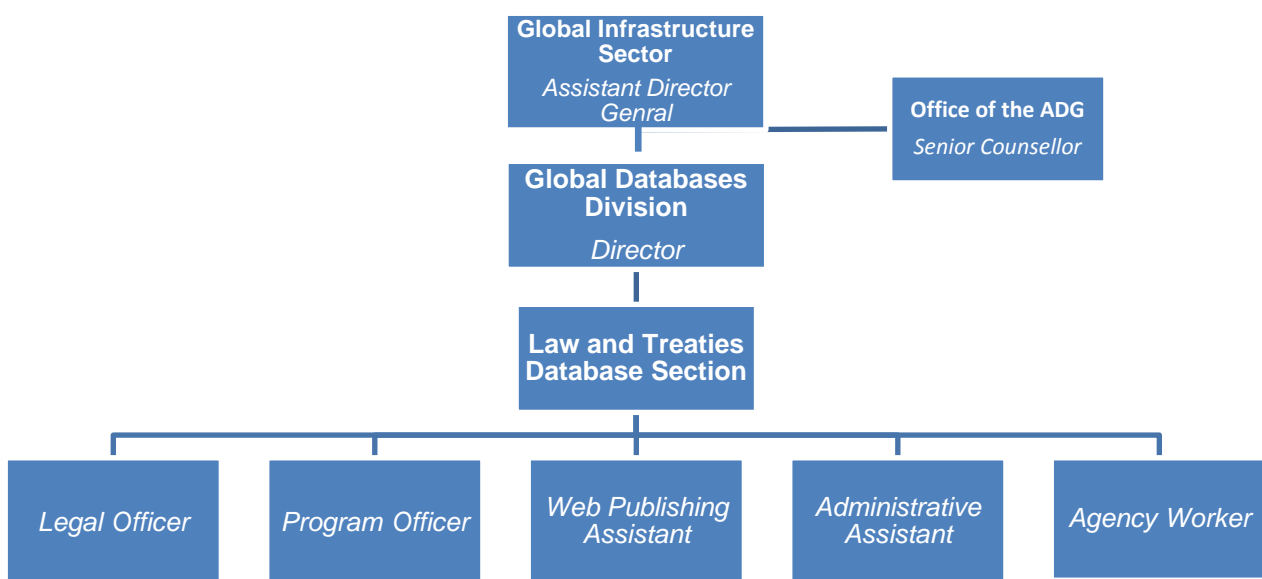 Global Infrastructure
Sector
Assistant Director
Genral
Office of the ADG
Senior Counsellor
Global Databases
Division
Director
Law and Treaties
Database Section
Legal Officer
Program Officer
Web Publishing
Assistant
Administrative
Assistant
Agency Worker